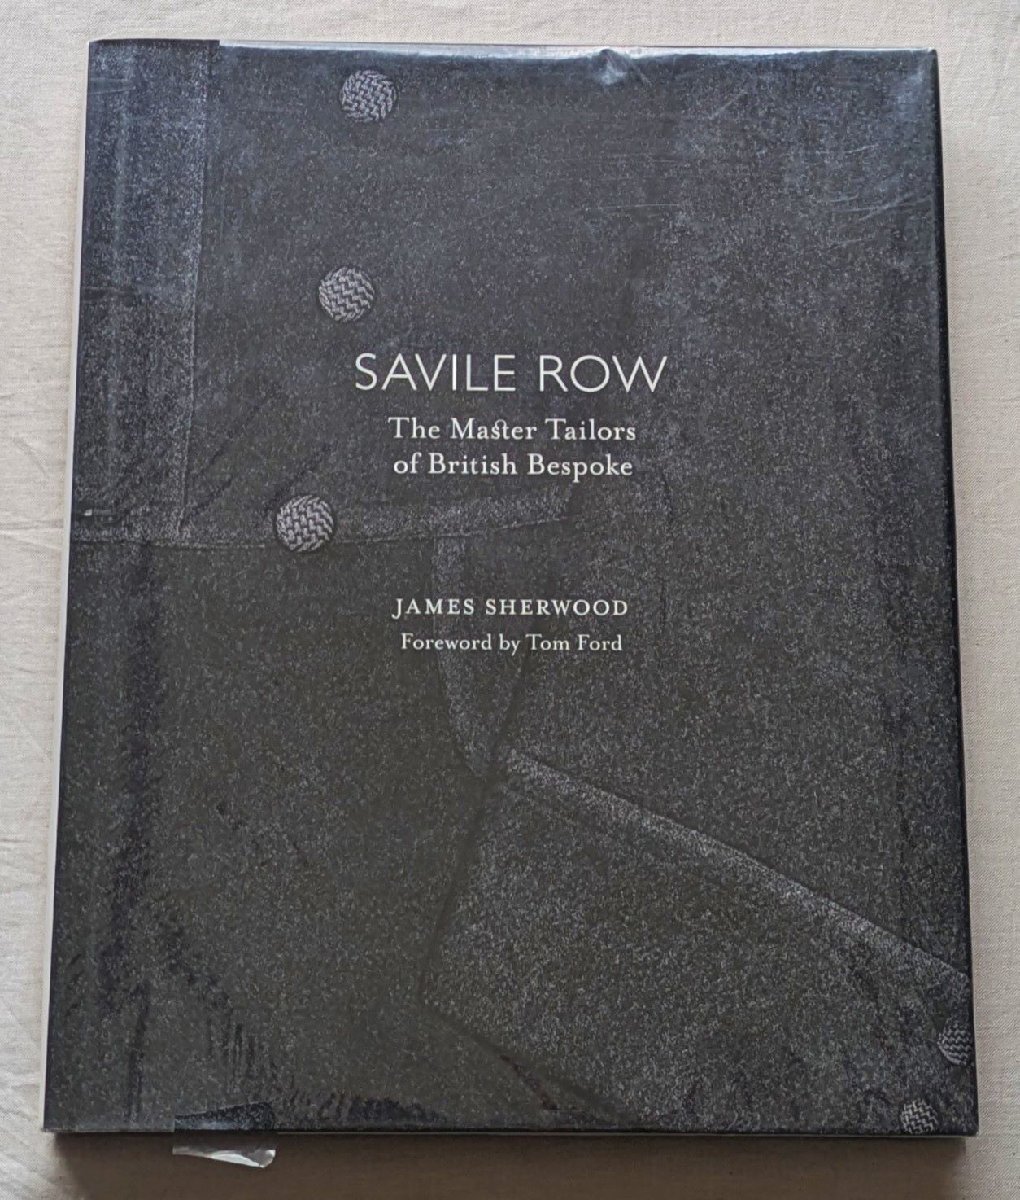 SAVILE ROW
The Master Tailors
of British Bespoke
JAMES SHERWOOD
Foreword by Tom Ford